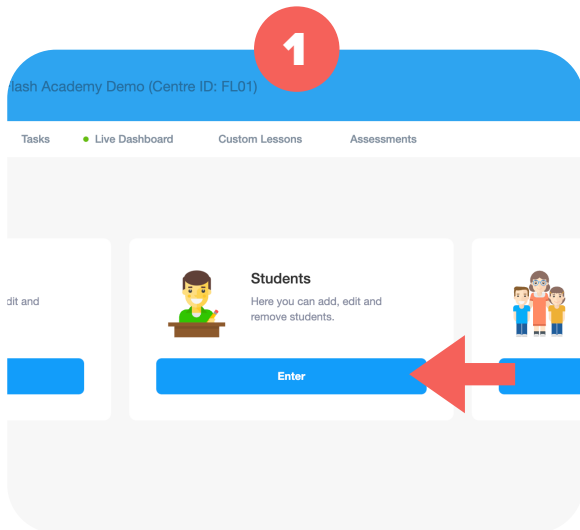 1
lash Academy Demo (Centre ID: FL01)
Tasks Live Dashboard Custom Lessons Assessments
Students
dit and
Here you can add, edit and
remove students.
Enter